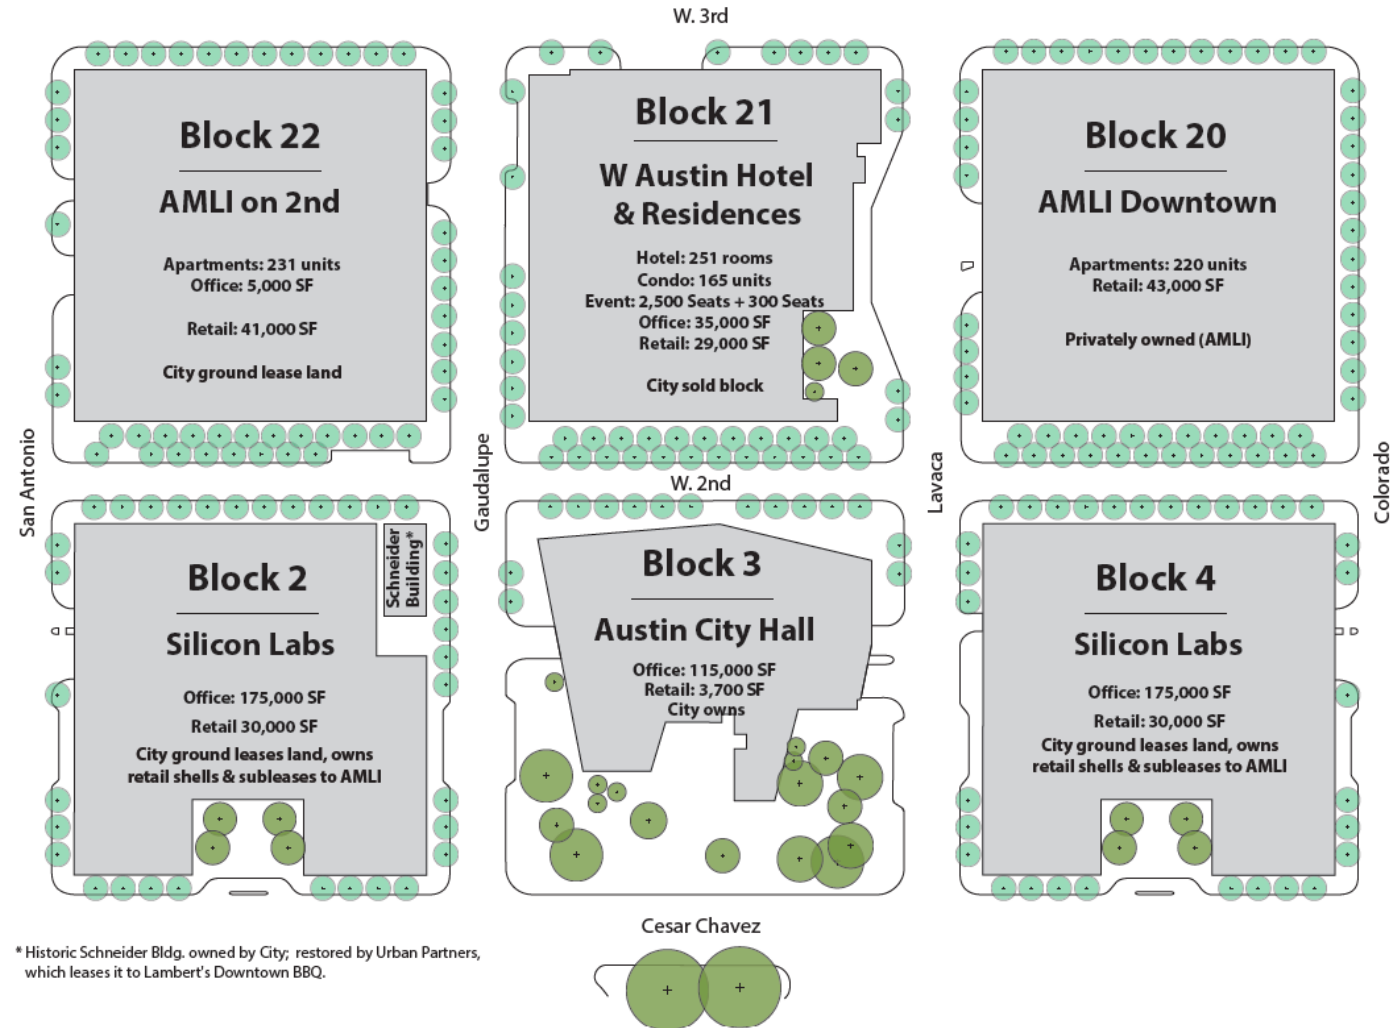 W. 3rd
Block 22
AMLI on 2nd
Apartments: 231 units
Office: 5,000 SF
Retail: 41,000 SF
City ground lease land
Block 21
W Austin Hotel
& Residences
Hotel: 251 rooms
Condo: 165 units
Event: 2,500 Seats + 300 Seats
Office: 35,000 SF
Retail: 29,000 SF
City sold block
Block 20
AMLI Downtown
Apartments: 220 units
Retail: 43,000 SF
Privately owned (AMLI)
San Antonio
Gaudalupe
Lavaca
Colorado
W. 2nd
Block 2
Silicon Labs
Office: 175,000 SF
Retail 30,000 SF
City ground leases land, owns
retail shells & subleases to AMLI
Schneider
Building*
Block 3
Austin City Hall
Office: 115,000 SF
Retail: 3,700 SF
City owns
Block 4
Silicon Labs
Office: 175,000 SF
Retail: 30,000 SF
City ground leases land, owns
retail shells & subleases to AMLI
Cesar Chavez
* Historic Schneider Bldg. owned by City; restored by Urban Partners,
which leases it to Lambert's Downtown BBQ.